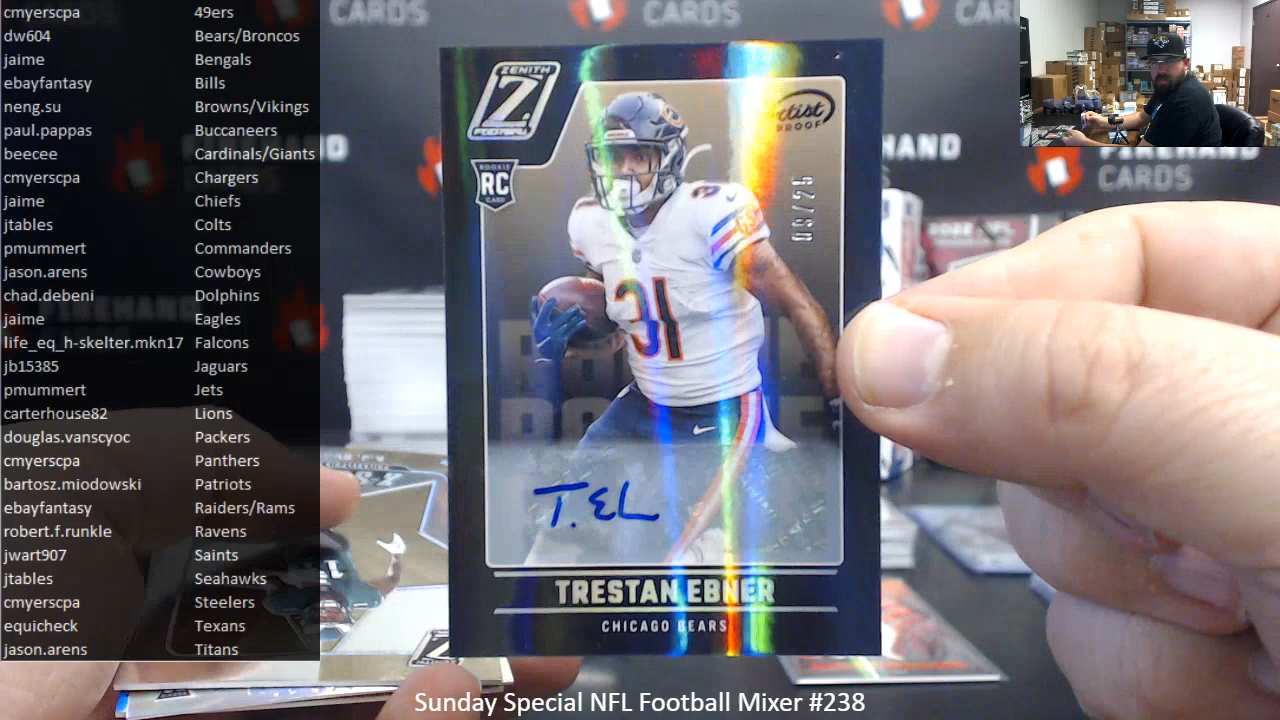 cmyerscpa 49ers
dw604 Bears/Broncos
jaime Bengals
ebayfantasy Bills
neng.su Browns/Vikings
paul.pappas Buccaneers
beecee Cardinals/Giants
cmyerscpa Chargers
jaime Chiefs
jtables Colts
pmummert Commanders
jason.arens Cowboys
chad.debeni Dolphins
jaime Eagles
life_eq_h-skelter.mkn17 Falcons
jb15385 Jaguars
pmummert Jets
carterhouse82 Lions
douglas.vanscyoc Packers
cmyerscpa Panthers
bartosz.miodowski Patriots
ebayfantasy Raiders/Rams
robert.f.runkle Ravens
jwart907 Saints
jtables Seahawks
cmyerscpa Steelers
equicheck Texans
jason.arens Titans
CARDS
CARDS
FIREHAND
CARDS
ZENITH
Z
FOOTBALL
Artist
PROOF
ROOKIE
RC
CARD
09/25
31
31
T. EL
TRESTAN EBNER
CHICAGO BEARS
Sunday Special NFL Football Mixer #238